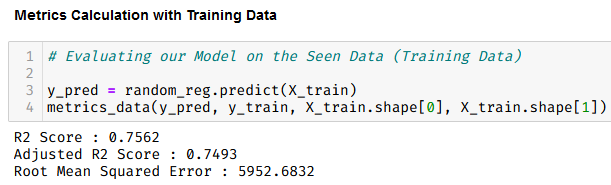 Metrics Calculation with Training Data
1 # Evaluating our Model on the Seen Data (Training Data)
2
3 y_pred = random_reg.predict(X_train)
4 metrics_data(y_pred, y_train, X_train.shape[0], X_train.shape[1])
R2 Score : 0.7562
Adjusted R2 Score : 0.7493
Root Mean Squared Error : 5952.6832